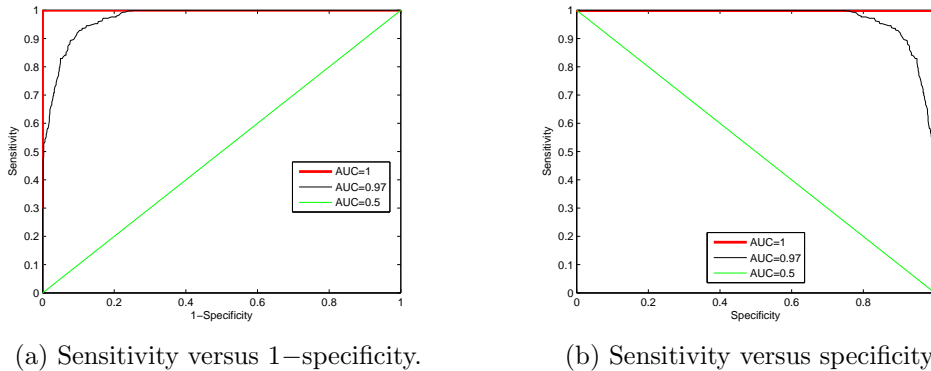 1
0.9
0.8
0.7
0.6
0.5
0.4
0.3
0.2
0.1
0
Sensitivity
0 0.2 0.4 0.6 0.8 1
1−Specificity
AUC=1
AUC=0.97
AUC=0.5
(a) Sensitivity versus 1−specificity.
1
0.9
0.8
0.7
0.6
0.5
0.4
0.3
0.2
0.1
0
Sensitivity
0 0.2 0.4 0.6 0.8
Specificity
AUC=1
AUC=0.97
AUC=0.5
(b) Sensitivity versus specificity